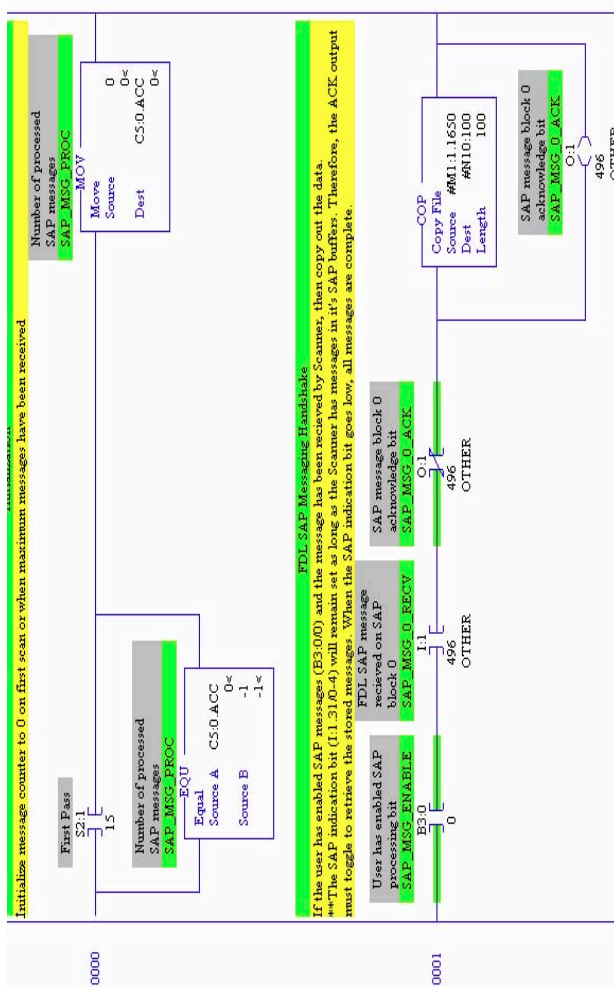 Initialize message counter to 0 on first scan or when maximum messages have been received
0000
First Pass
S2:1
15
Number of processed
SAP messages
SAP_MSG_PROC
EQU
Equal
Source A C5:0.ACC
0<
Source B -1
-1<
Number of processed
SAP messages
SAP_MSG_PROC
MOV
Move
Source 0
0<
Dest C5:0.ACC
0<
FDL SAP Messaging Handshake
If the user has enabled SAP messages (B3:0/0) and the message has been recieved by Scanner, then copy out the data.
**The SAP indication bit (I:1.31/0-4) will remain set as long as the Scanner has messages in it's SAP buffers. Therefore, the ACK output
must toggle to retrieve the stored messages. When the SAP indication bit goes low, all messages are complete.
0001
User has enabled SAP
processing bit
SAP_MSG_ENABLE
B3:0
0
FDL SAP message
recieved on SAP
block 0
SAP_MSG_0_RECV
I:1
496
OTHER
SAP message block 0
acknowledge bit
SAP_MSG_0_ACK
O:1
496
OTHER
COP
Copy File
Source #M1:1.1650
Dest #N10:100
Length 100
SAP message block 0
acknowledge bit
SAP_MSG_0_ACK
O:1
496
OTHER